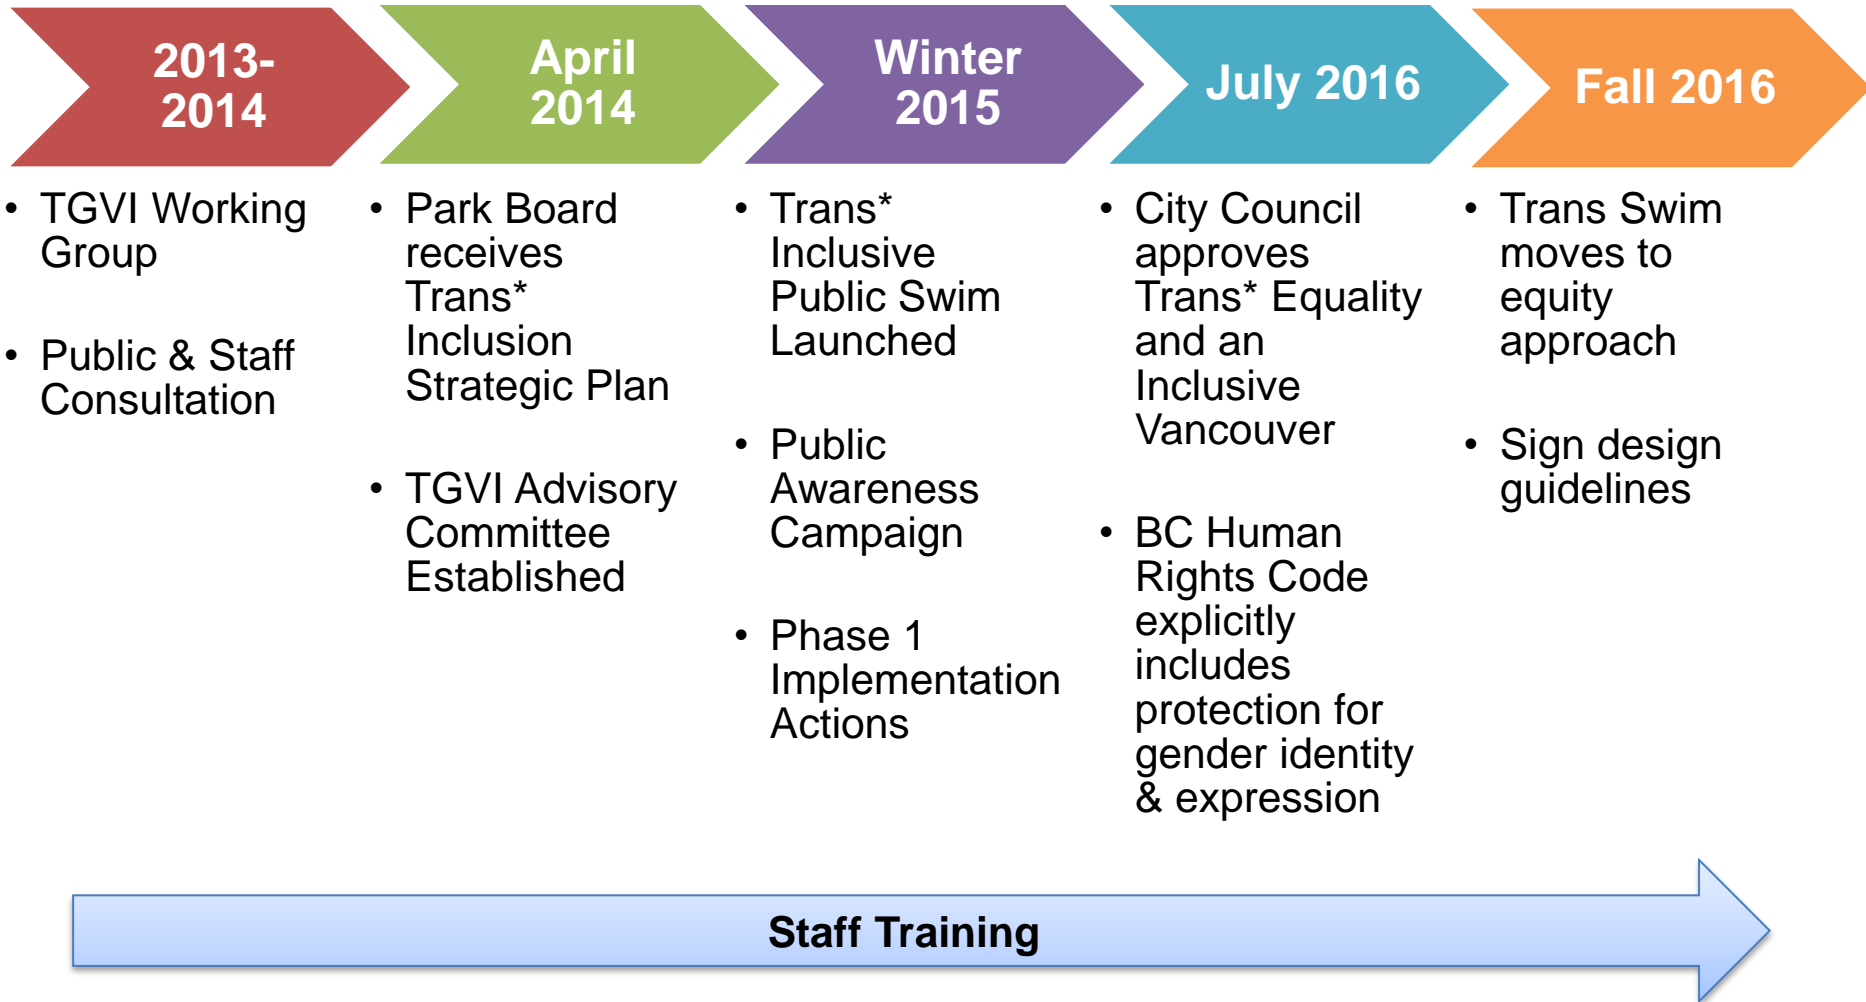 2013-
2014
April
2014
Winter
2015
July 2016
Fall 2016
• TGVI Working
Group
• Public & Staff
Consultation
• Park Board
receives
Trans*
Inclusion
Strategic Plan
• TGVI Advisory
Committee
Established
• Trans*
Inclusive
Public Swim
Launched
• Public
Awareness
Campaign
• Phase 1
Implementation
Actions
• City Council
approves
Trans* Equality
and an
Inclusive
Vancouver
• BC Human
Rights Code
explicitly
includes
protection for
gender identity
& expression
• Trans Swim
moves to
equity
approach
• Sign design
guidelines
Staff Training